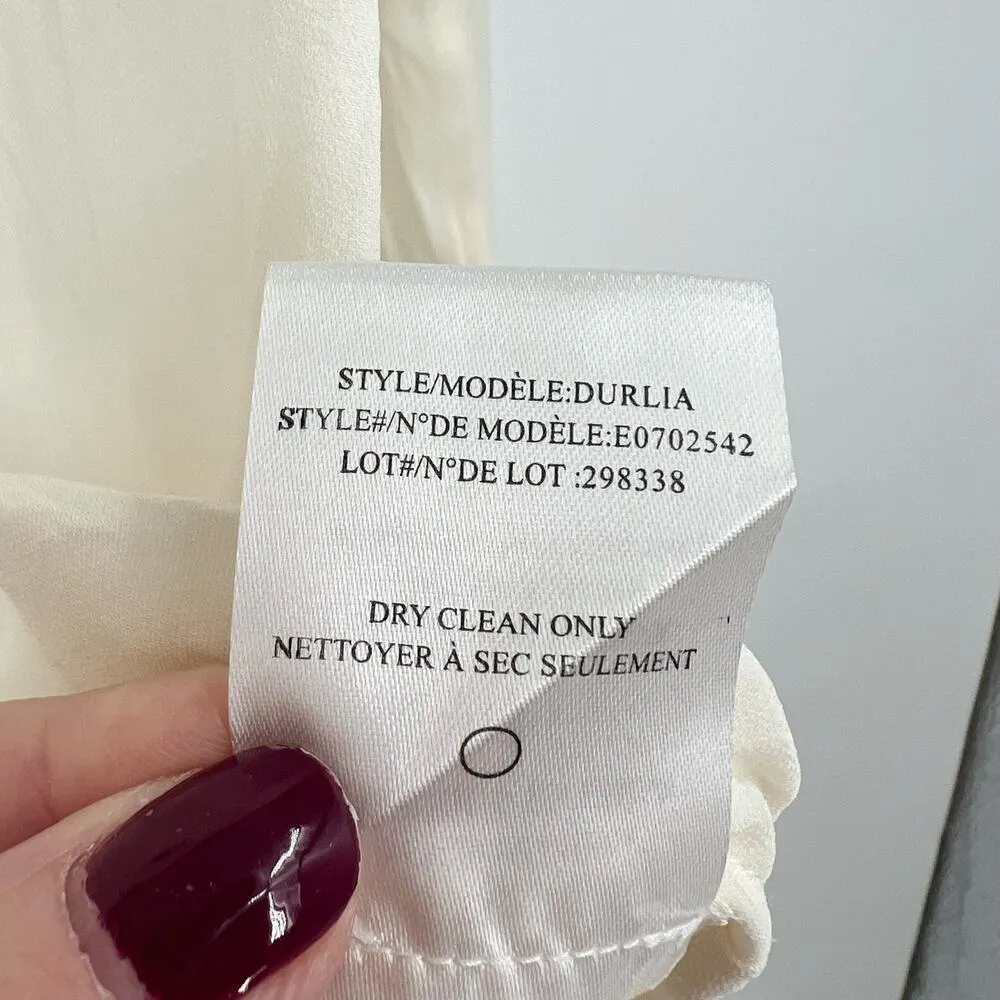 STYLE/MODÈLE:DURLIA
STYLE#/N°DE MODÈLE:E0702542
LOT#/N°DE LOT :298338
DRY CLEAN ONLY
NETTOYER À SEC SEULEMENT